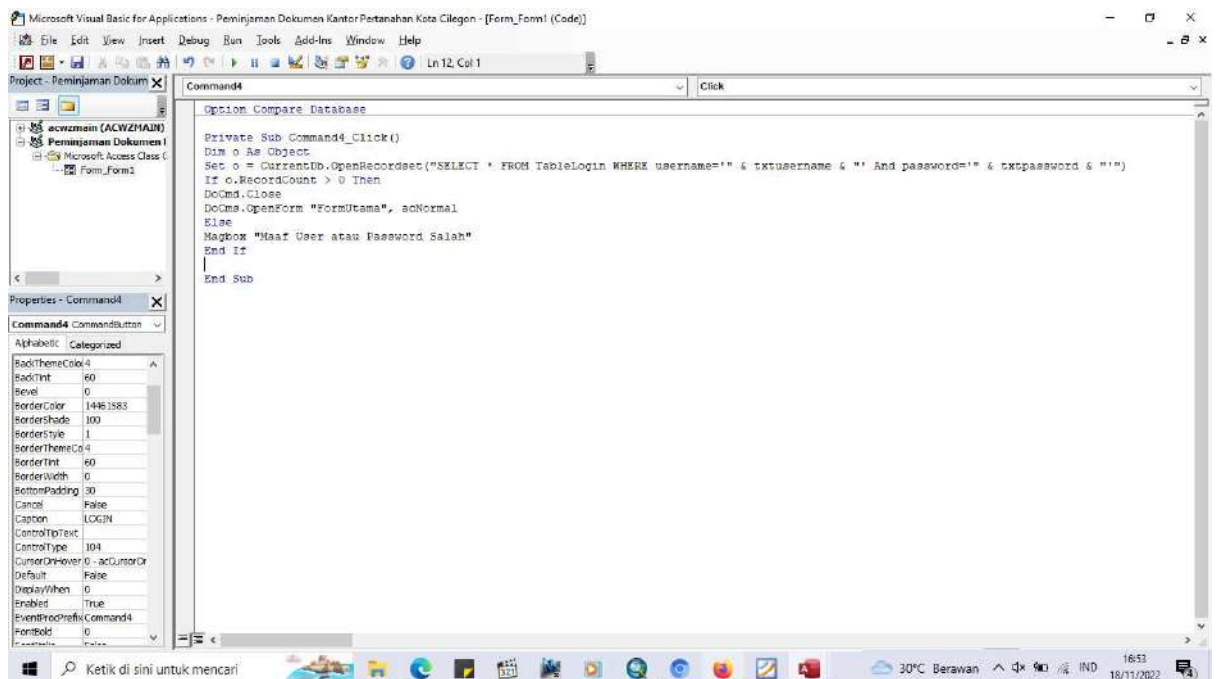 Microsoft Visual Basic for Applications - Peminjaman Dokumen Kantor Pertanahan Kota Cilegon - [Form_Form1 (Code)]
File Edit View Insert Debug Run Tools Add-Ins Window Help
Ln 12, Col 1
Project - Peminjaman Dokum
acwzmain (ACWZMAIN)
Peminjaman Dokumen
Microsoft Access Class
Form_Form1
Command4
Click
Option Compare Database
Private Sub Command4_Click()
Dim o As Object
Set o = CurrentDb.OpenRecordset("SELECT * FROM TableLogin WHERE username='" & txtusername & "' And password='" & txtpassword & "'")
If o.RecordCount > 0 Then
DoCmd.Close
DoCms.OpenForm "FormUtama", acNormal
Else
Magbox "Maaf User atau Password Salah"
End If
End Sub
Properties - Command4
Command4 CommandButton
Alphabetic Categorized
BackThemeColo 4
BackTint 60
Bevel 0
BorderColor 14461583
BorderShade 100
BorderStyle 1
BorderThemeCo 4
BorderTint 60
BorderWidth 0
BottomPadding 30
Cancel False
Caption LOGIN
ControlTipText
ControlType 104
CursorOnHover 0 - acCursorOr
Default False
DisplayWhen 0
Enabled True
EventProcPrefix Command4
FontBold 0
Ketik di sini untuk mencari
30°C Berawan
IND
16:53
18/11/2022